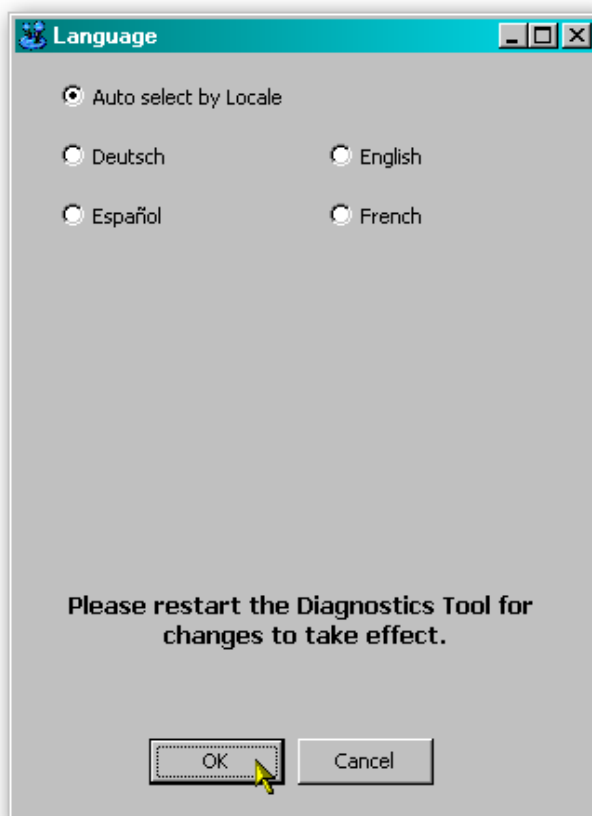 Language
Auto select by Locale
Deutsch English
Español French
Please restart the Diagnostics Tool for
changes to take effect.
OK Cancel